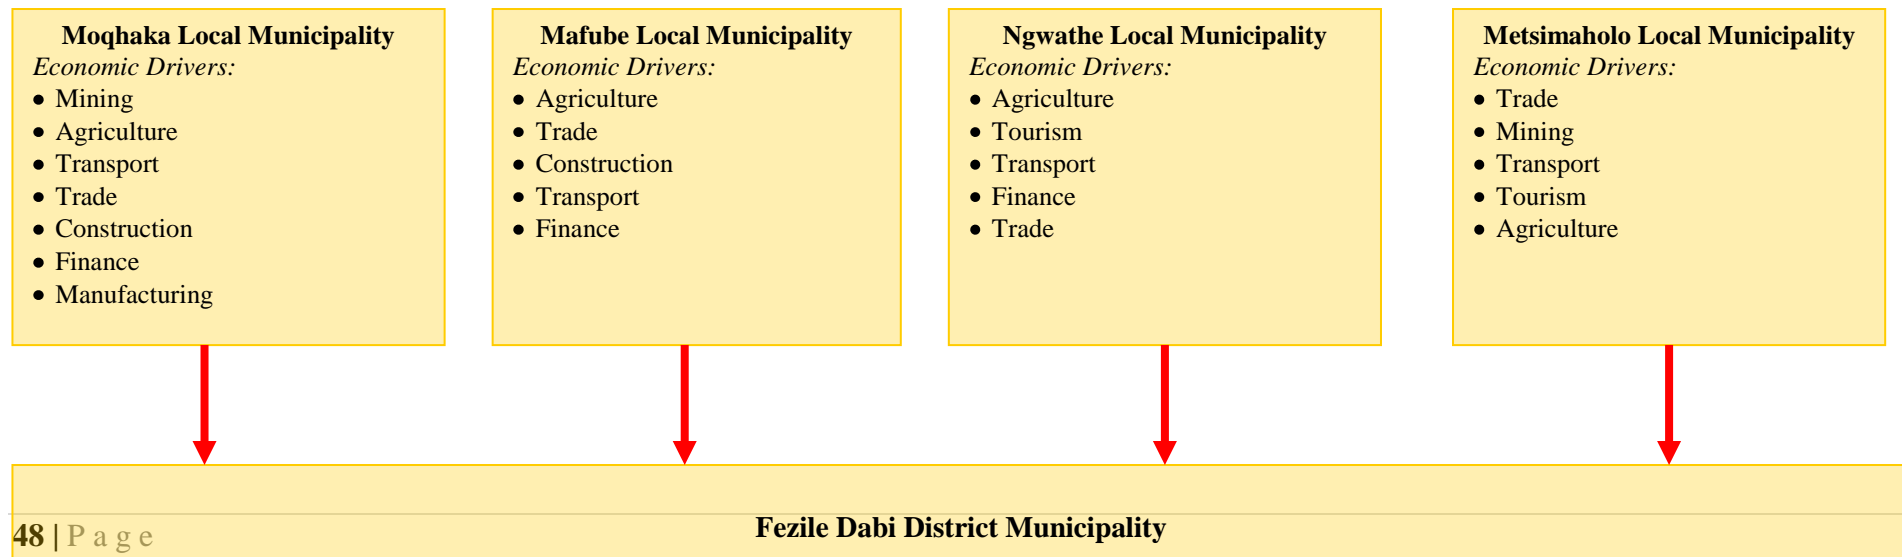 Moqhaka Local Municipality
Economic Drivers:
• Mining
• Agriculture
• Transport
• Trade
• Construction
• Finance
• Manufacturing
Mafube Local Municipality
Economic Drivers:
• Agriculture
• Trade
• Construction
• Transport
• Finance
Ngwathe Local Municipality
Economic Drivers:
• Agriculture
• Tourism
• Transport
• Finance
• Trade
Metsimaholo Local Municipality
Economic Drivers:
• Trade
• Mining
• Transport
• Tourism
• Agriculture
Fezile Dabi District Municipality
48 | P a g e